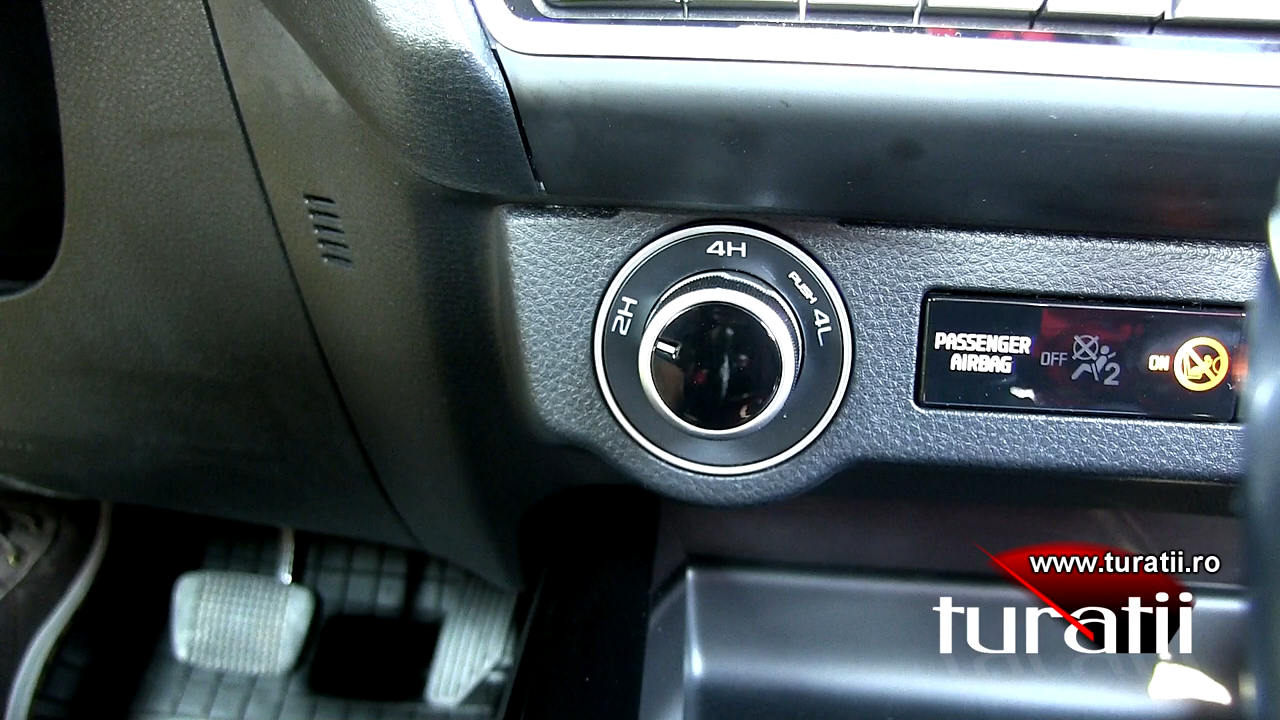 4H
2H
PUSH 4L
PASSENGER
AIRBAG
OFF 2
ON
www.turatii.ro
turatii